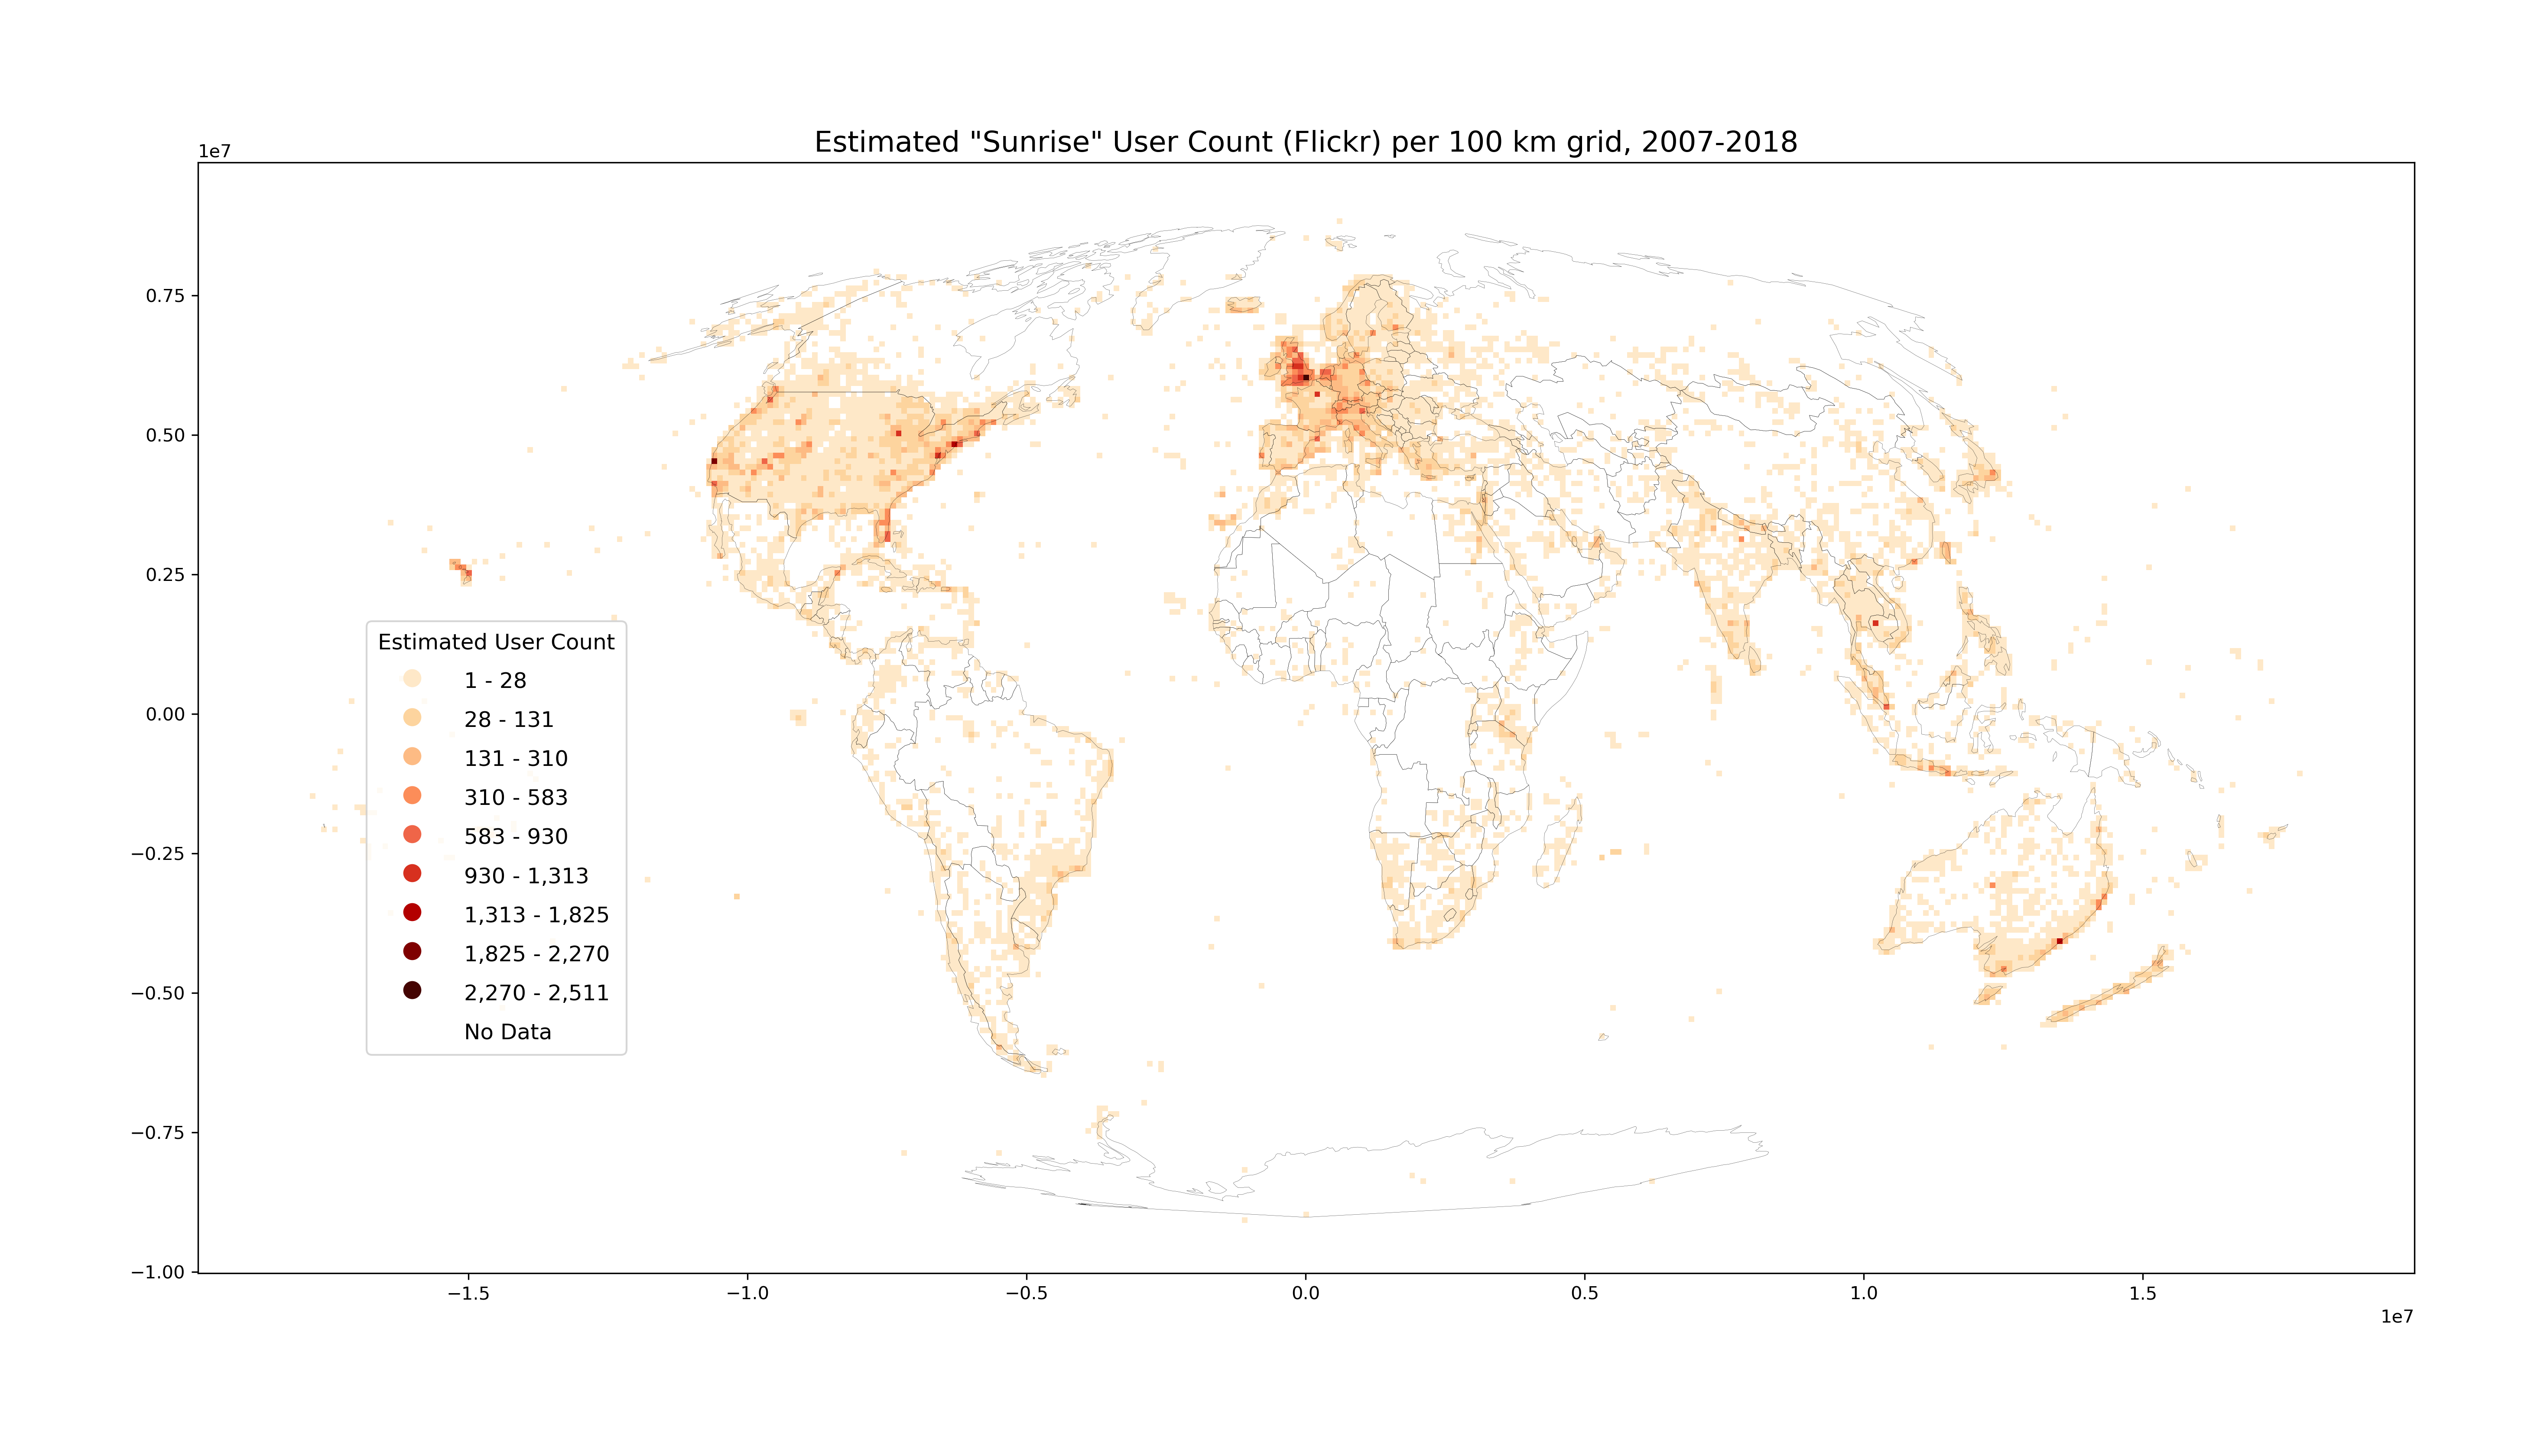 Estimated "Sunrise" User Count (Flickr) per 100 km grid, 2007-2018
1e7
0.75
0.50
0.25
0.00
−0.25
−0.50
−0.75
−1.00
Estimated User Count
1 - 28
28 - 131
131 - 310
310 - 583
583 - 930
930 - 1,313
1,313 - 1,825
1,825 - 2,270
2,270 - 2,511
No Data
−1.5 −1.0 −0.5 0.0 0.5 1.0 1.5
1e7